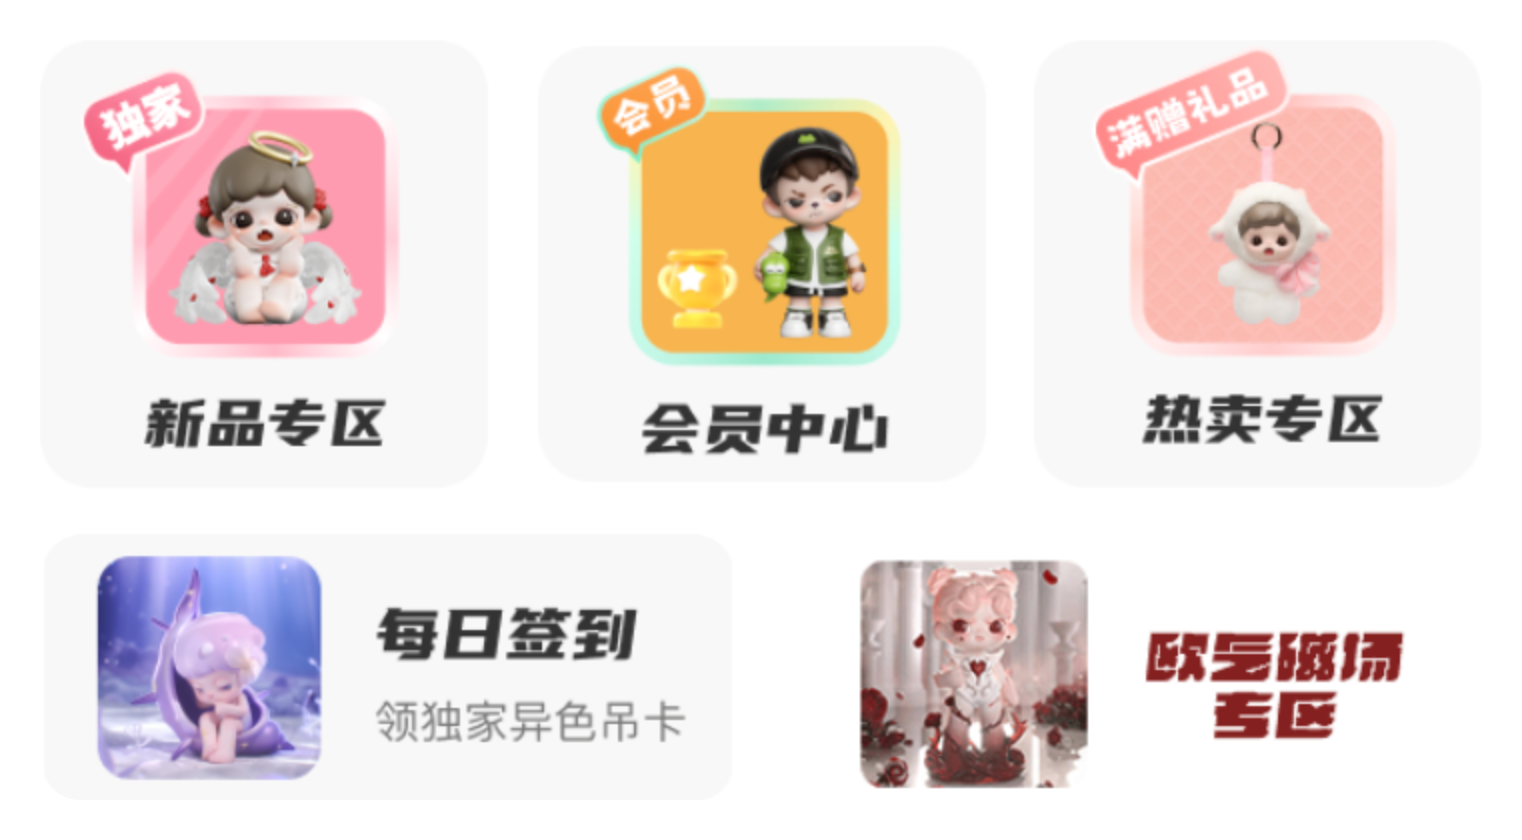 独家
会员
满赠礼品
新品专区
会员中心
热卖专区
每日签到
领独家异色吊卡
欧气磁场
专区